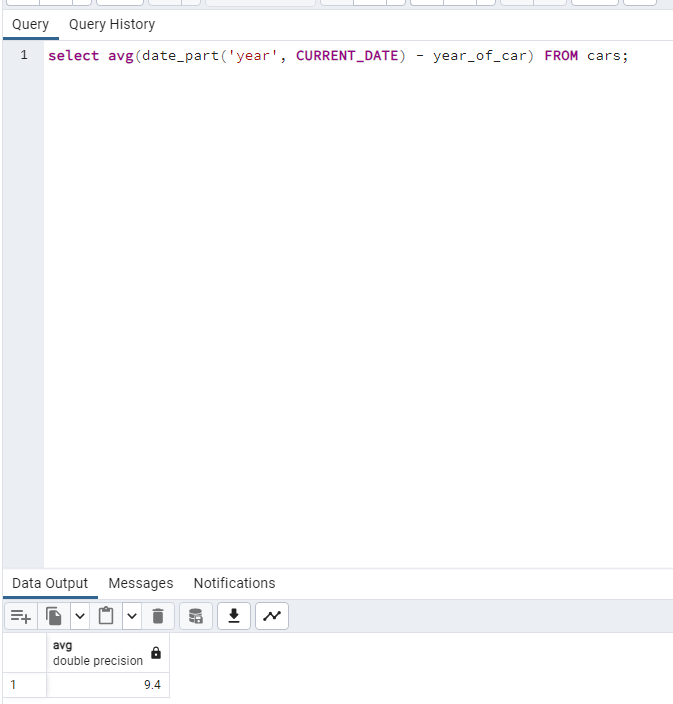 Query Query History
1 select avg(date_part('year', CURRENT_DATE) - year_of_car) FROM cars;
Data Output Messages Notifications
avg
double precision
1 9.4